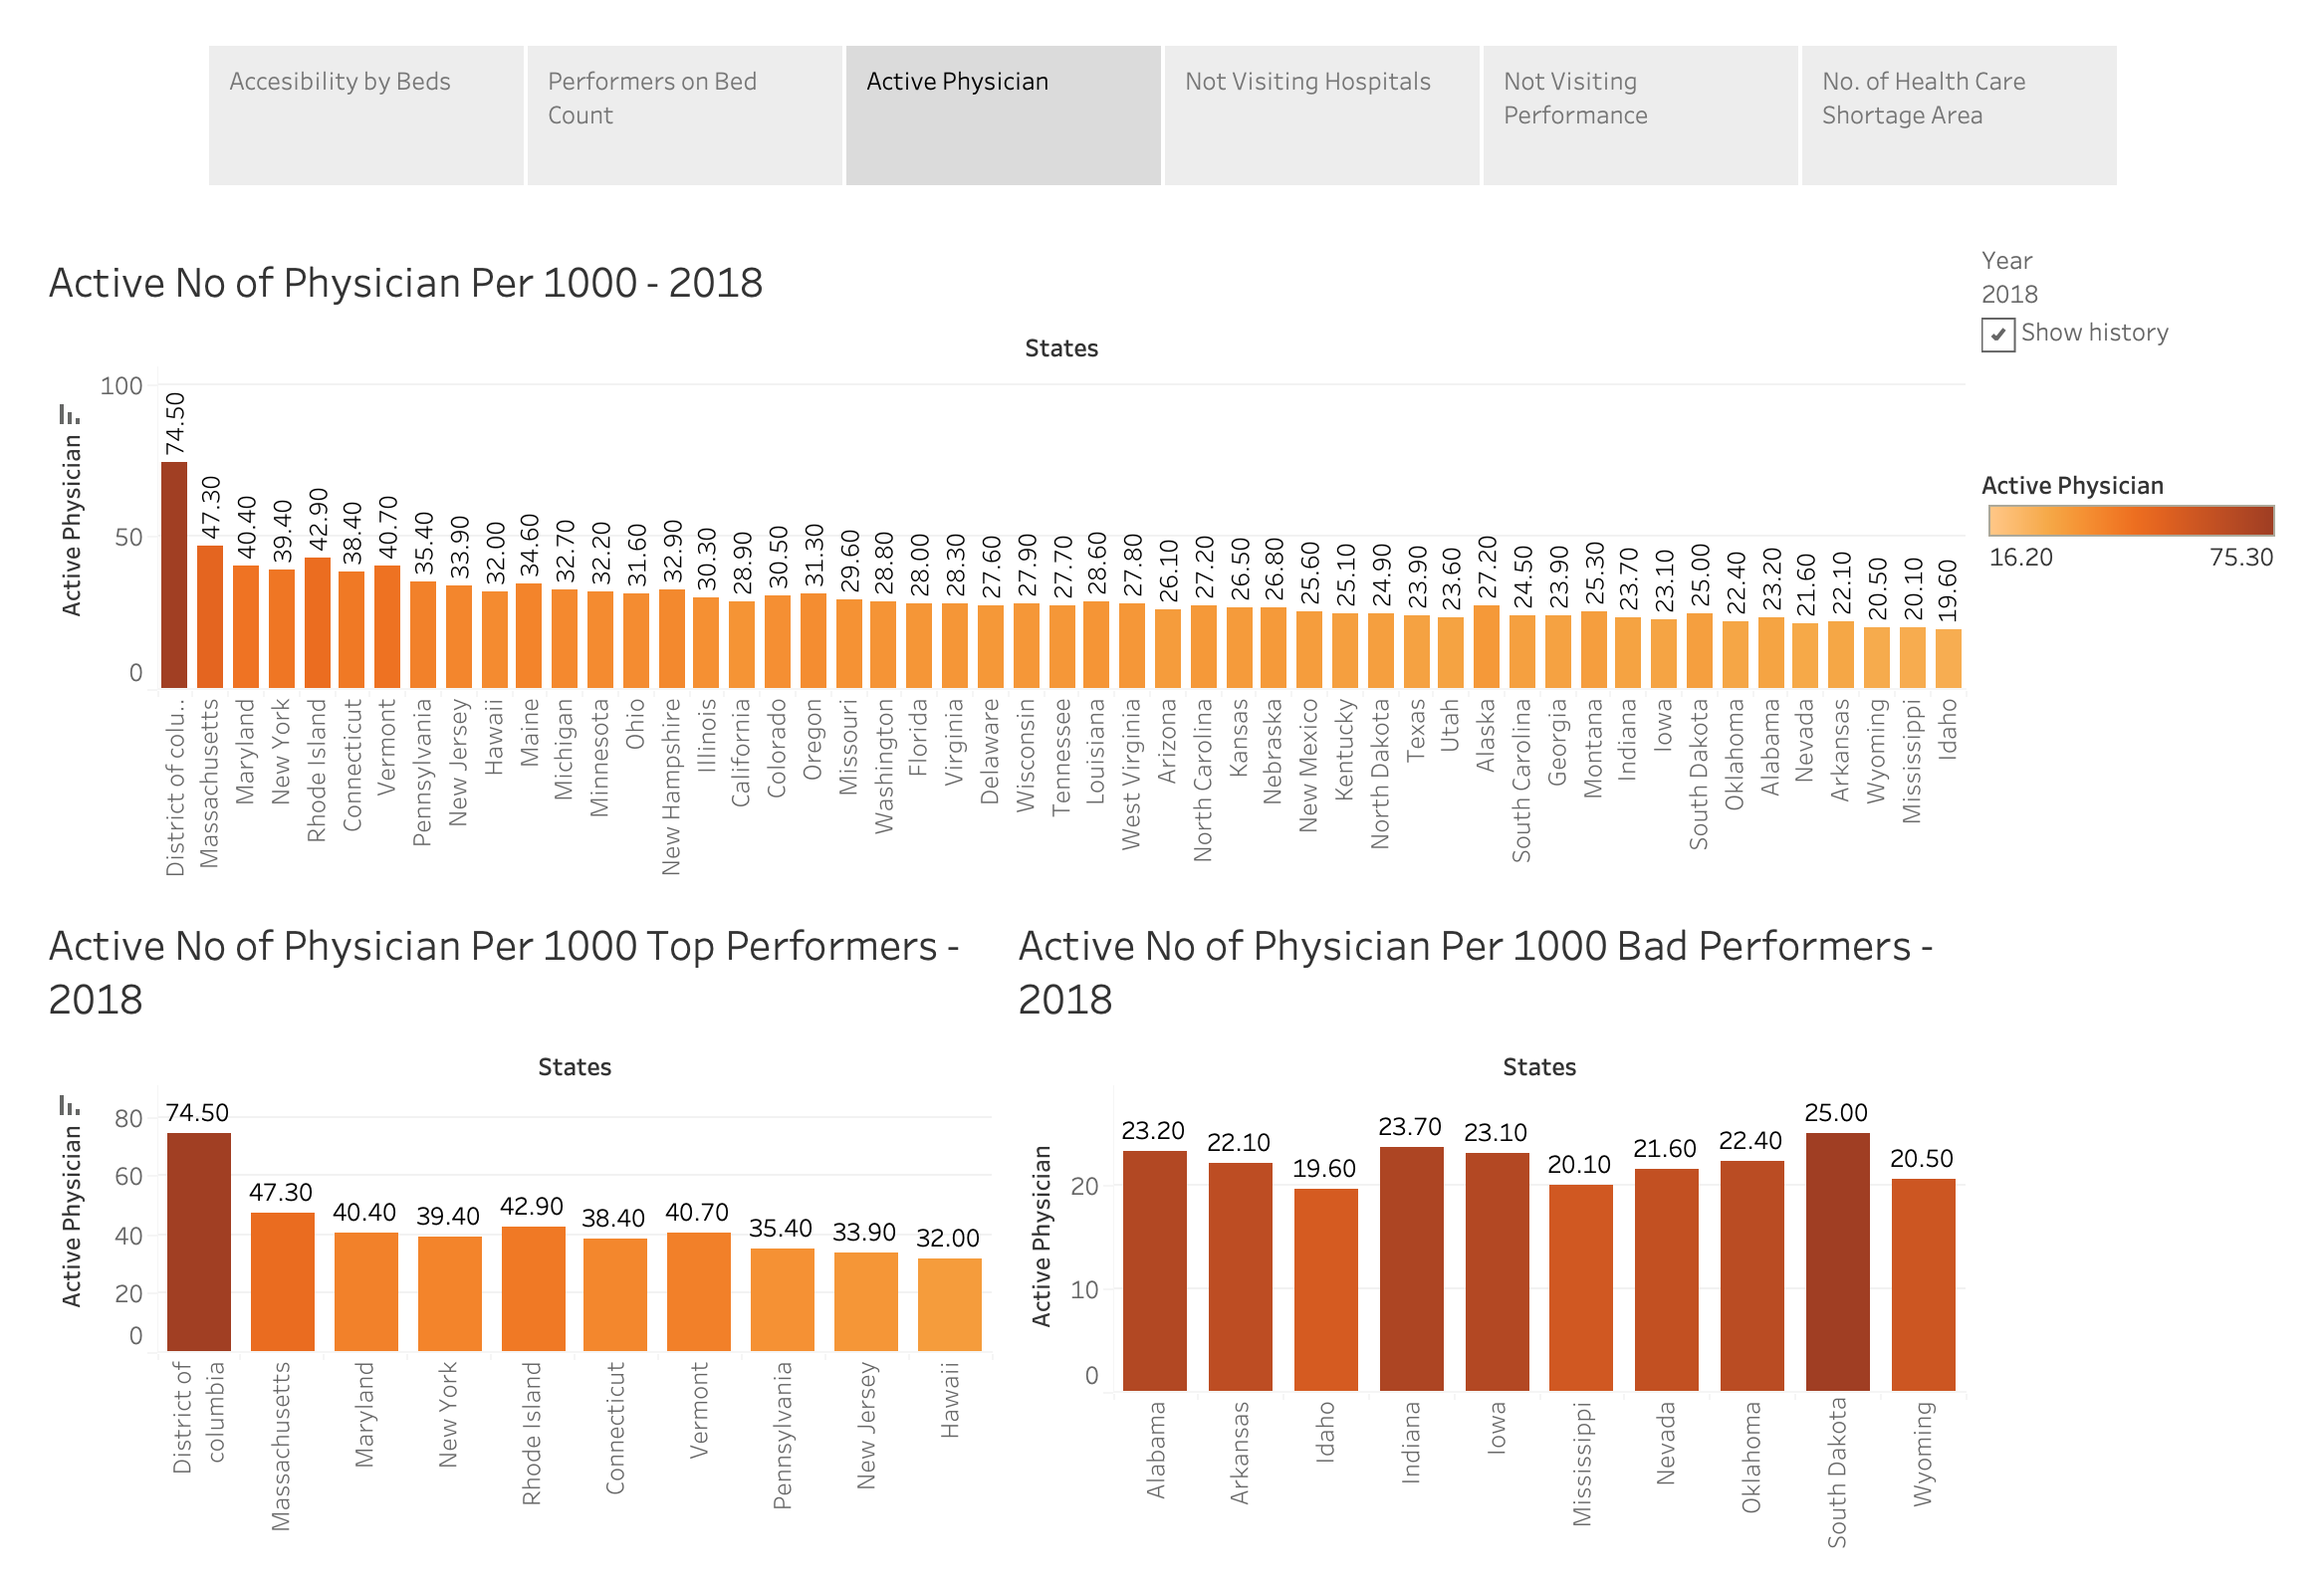 Accesibility by Beds
Performers on Bed
Count
Active Physician
Not Visiting Hospitals
Not Visiting
Performance
No. of Health Care
Shortage Area
Active No of Physician Per 1000 - 2018
Year
2018
Show history
States
Active Physician
100
50
0
74.50
47.30
40.40
39.40
42.90
38.40
40.70
35.40
33.90
32.00
34.60
32.70
32.20
31.60
32.90
30.30
28.90
30.50
31.30
29.60
28.80
28.00
28.30
27.60
27.90
27.70
28.60
27.80
26.10
27.20
26.50
26.80
25.60
25.10
24.90
23.90
23.60
27.20
24.50
23.90
25.30
23.70
23.10
25.00
22.40
23.20
21.60
22.10
20.50
20.10
19.60
District of colu..
Massachusetts
Maryland
New York
Rhode Island
Connecticut
Vermont
Pennsylvania
New Jersey
Hawaii
Maine
Michigan
Minnesota
Ohio
New Hampshire
Illinois
California
Colorado
Oregon
Missouri
Washington
Florida
Virginia
Delaware
Wisconsin
Tennessee
Louisiana
West Virginia
Arizona
North Carolina
Kansas
Nebraska
New Mexico
Kentucky
North Dakota
Texas
Utah
Alaska
South Carolina
Georgia
Montana
Indiana
Iowa
South Dakota
Oklahoma
Alabama
Nevada
Arkansas
Wyoming
Mississippi
Idaho
Active Physician
16.20
75.30
Active No of Physician Per 1000 Top Performers -
2018
States
Active Physician
80
60
40
20
0
74.50
47.30
40.40
39.40
42.90
38.40
40.70
35.40
33.90
32.00
District of
columbia
Massachusetts
Maryland
New York
Rhode Island
Connecticut
Vermont
Pennsylvania
New Jersey
Hawaii
Active No of Physician Per 1000 Bad Performers -
2018
States
Active Physician
20
10
0
23.20
22.10
19.60
23.70
23.10
20.10
21.60
22.40
25.00
20.50
Alabama
Arkansas
Idaho
Indiana
Iowa
Mississippi
Nevada
Oklahoma
South Dakota
Wyoming